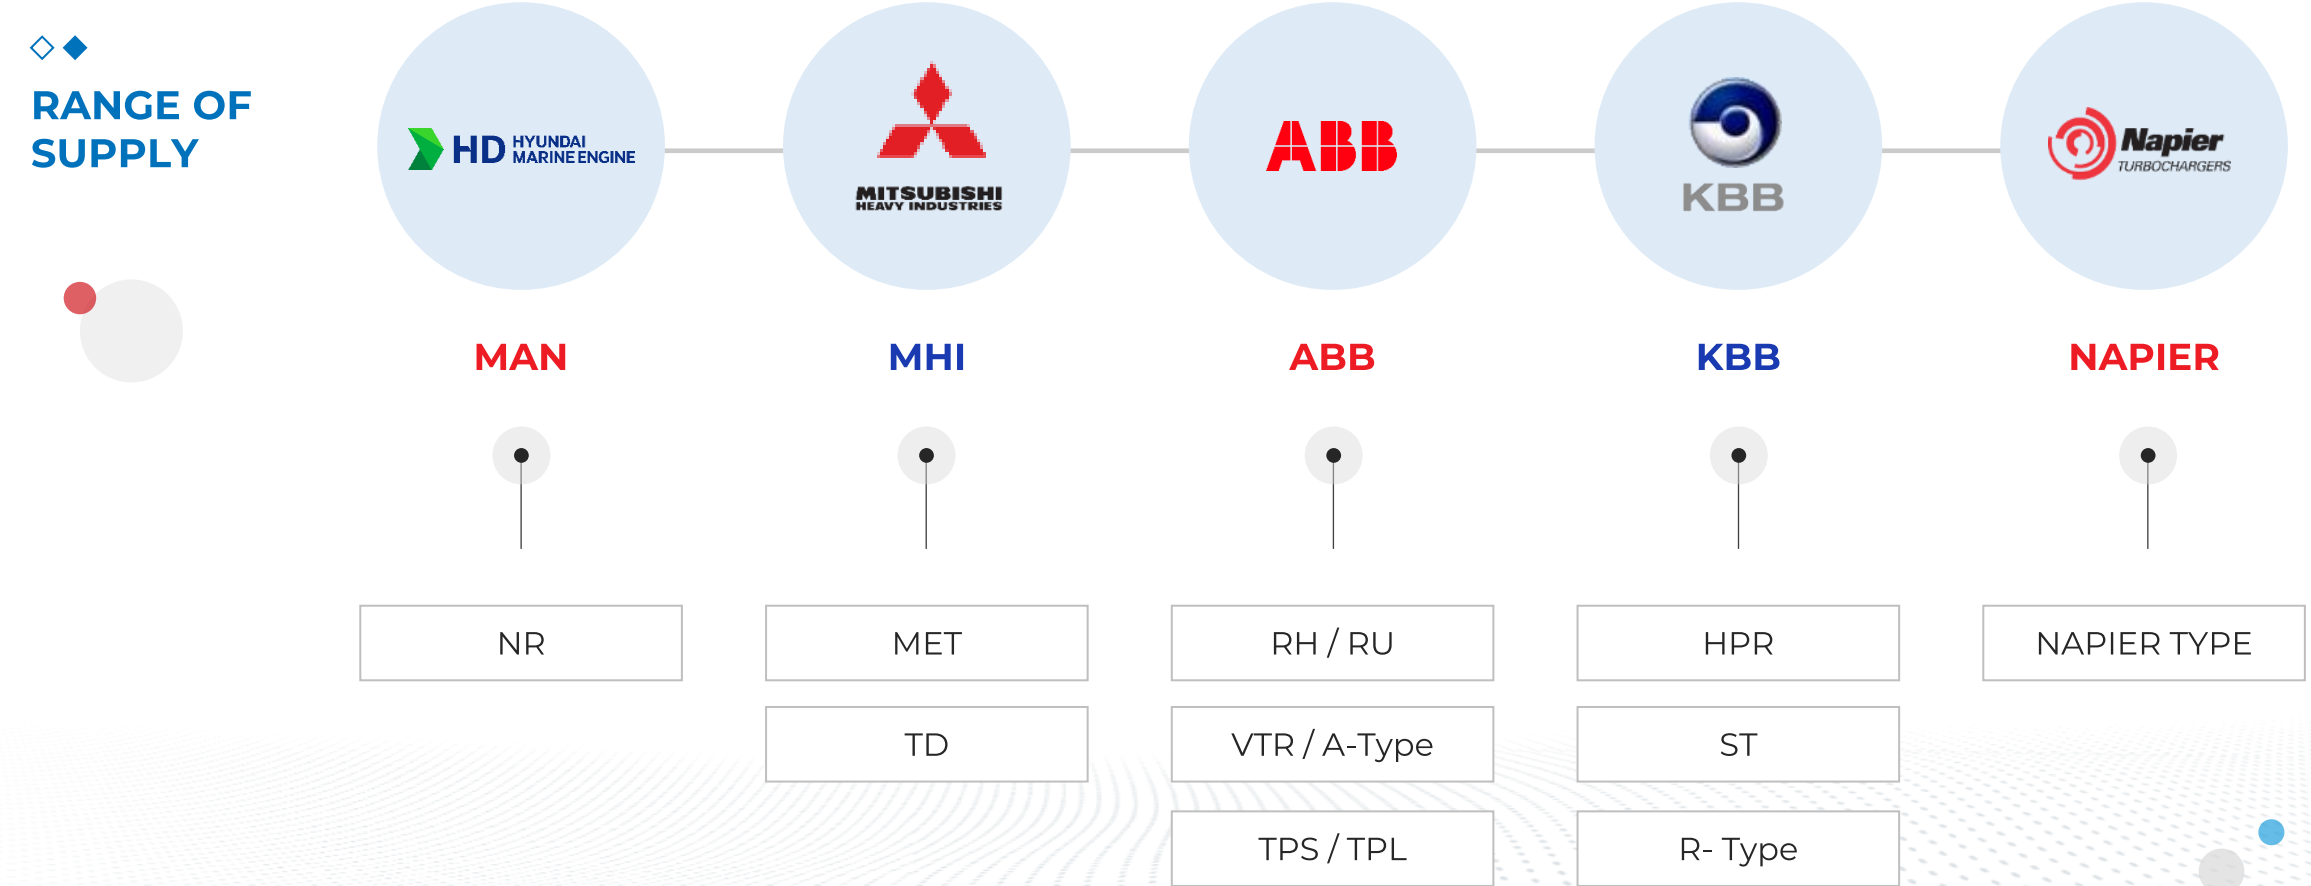 RANGE OF
SUPPLY
HD HYUNDAI
MARINE ENGINE
MITSUBISHI
HEAVY INDUSTRIES
ABB
KBB
Napier
TURBOCHARGERS
MAN
MHI
ABB
KBB
NAPIER
NR
MET
RH / RU
HPR
NAPIER TYPE
TD
VTR / A-Type
ST
TPS / TPL
R- Type